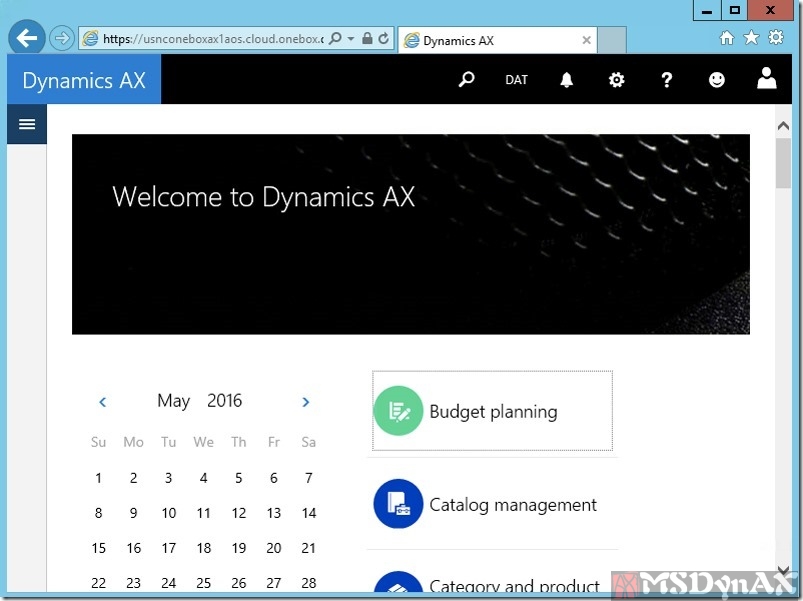 https://usnconeboxax1aos.cloud.onebox.c
Dynamics AX
Dynamics AX
DAT
Welcome to Dynamics AX
May 2016
Su Mo Tu We Th Fr Sa
1 2 3 4 5 6 7
8 9 10 11 12 13 14
15 16 17 18 19 20 21
22 23 24 25 26 27 28
Budget planning
Catalog management
Category and product
MSDynAX